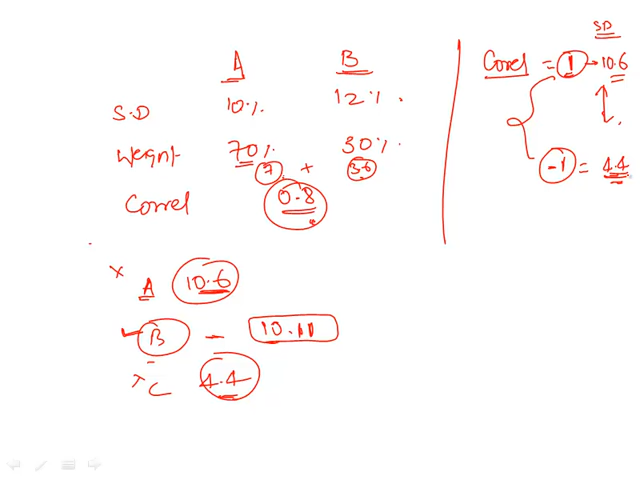 A B
S.D 10% 12%
Weight 70% 30%
7 + 3.6
Correl 0.8
x A 10.6
B - 10.11
x C 4.4
SD
Correl = 1 → 10.6
-1 = 4.4